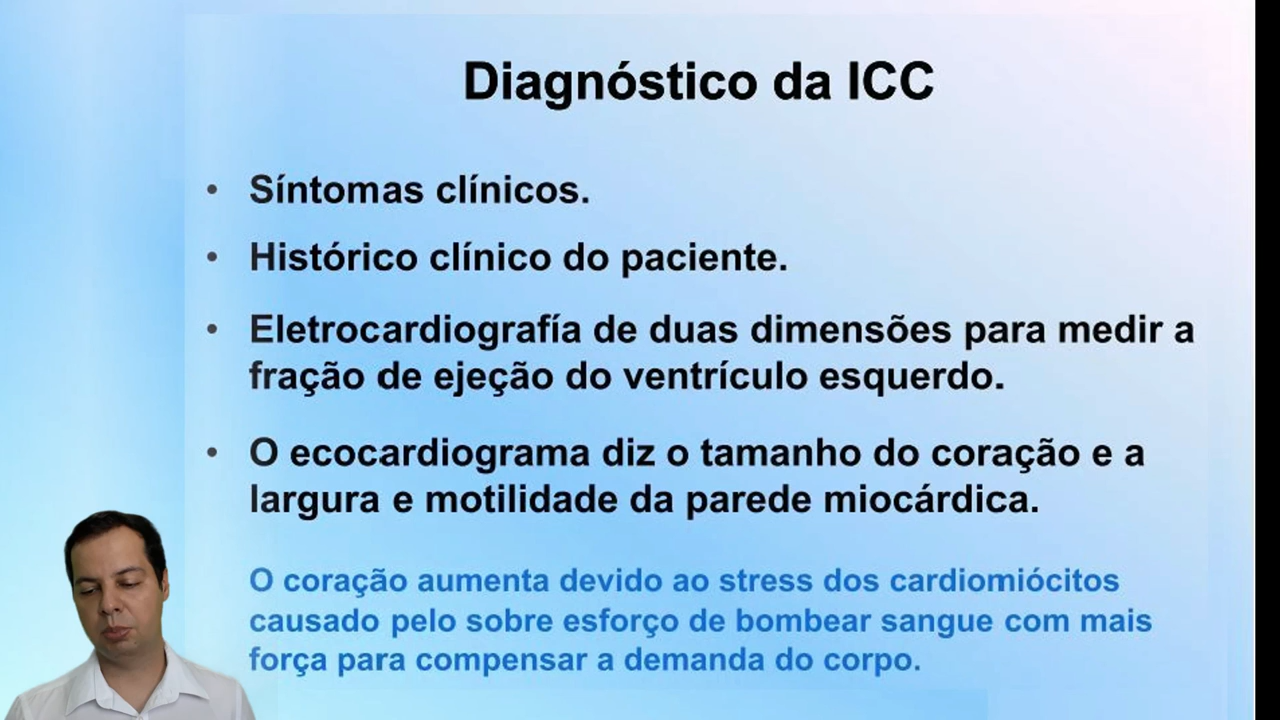 Diagnóstico da ICC
• Síntomas clínicos.
• Histórico clínico do paciente.
• Eletrocardiografía de duas dimensões para medir a
fração de ejeção do ventrículo esquerdo.
• O ecocardiograma diz o tamanho do coração e a
largura e motilidade da parede miocárdica.
O coração aumenta devido ao stress dos cardiomiócitos
causado pelo sobre esforço de bombear sangue com mais
força para compensar a demanda do corpo.